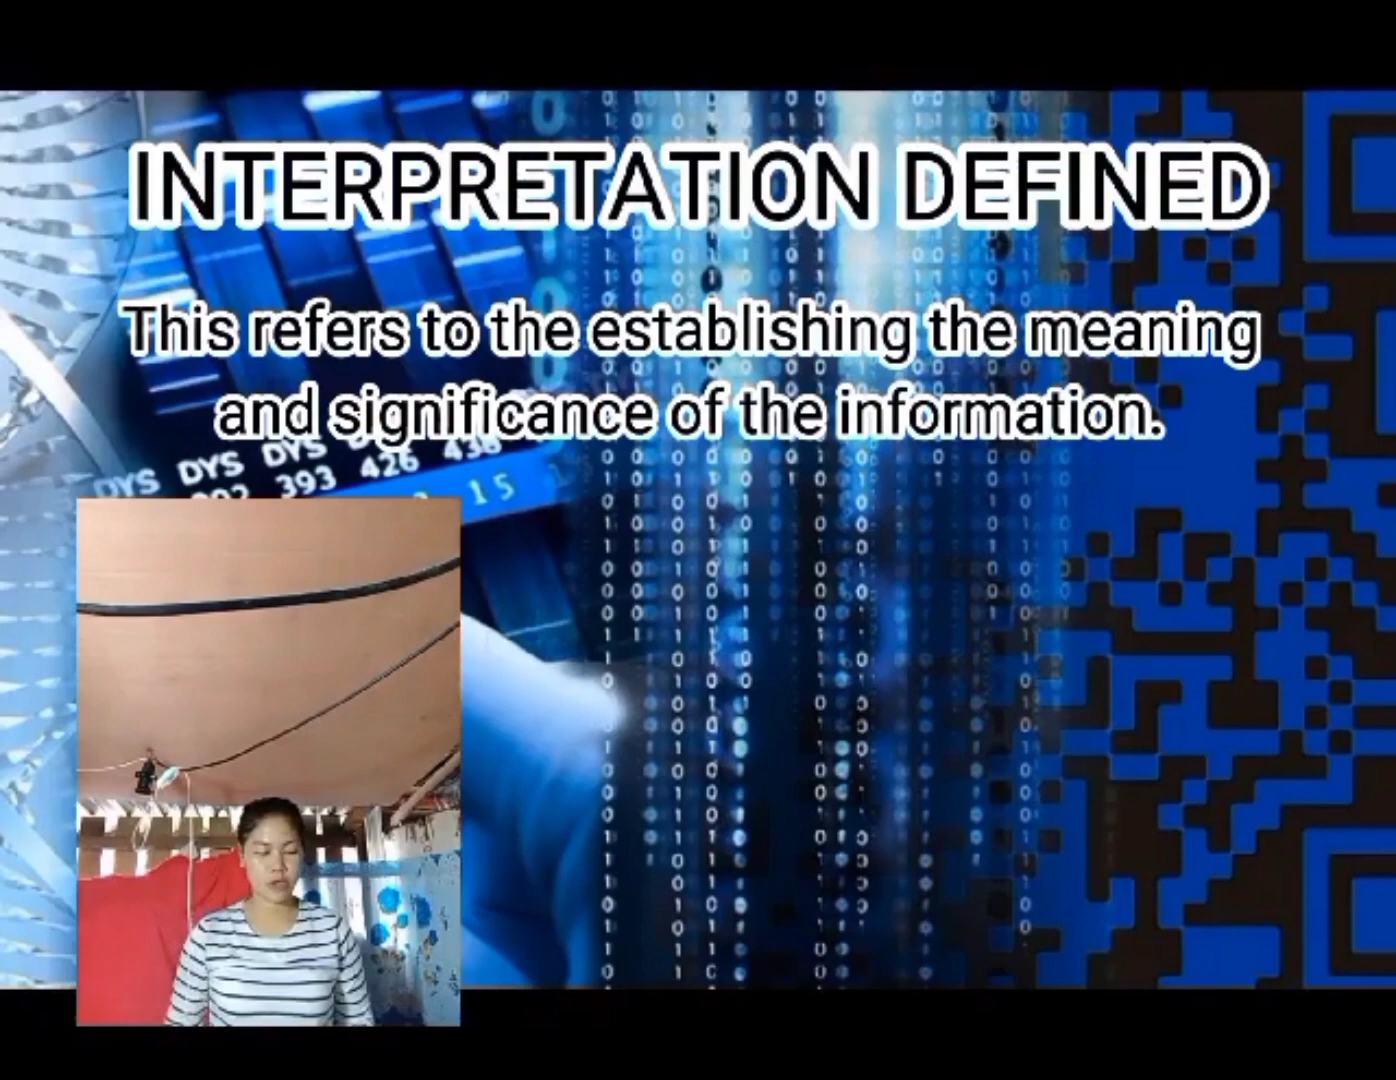 INTERPRETATION DEFINED
This refers to the establishing the meaning
and significance of the information.
DYS DYS DYS
393 426 438
15